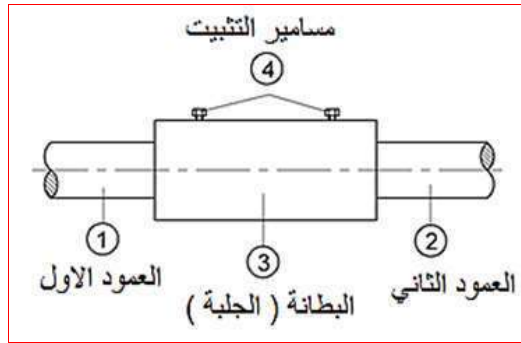 مسامير التثبيت
4
1
2
3
العمود الاول
العمود الثاني
البطانة ( الجلبة )